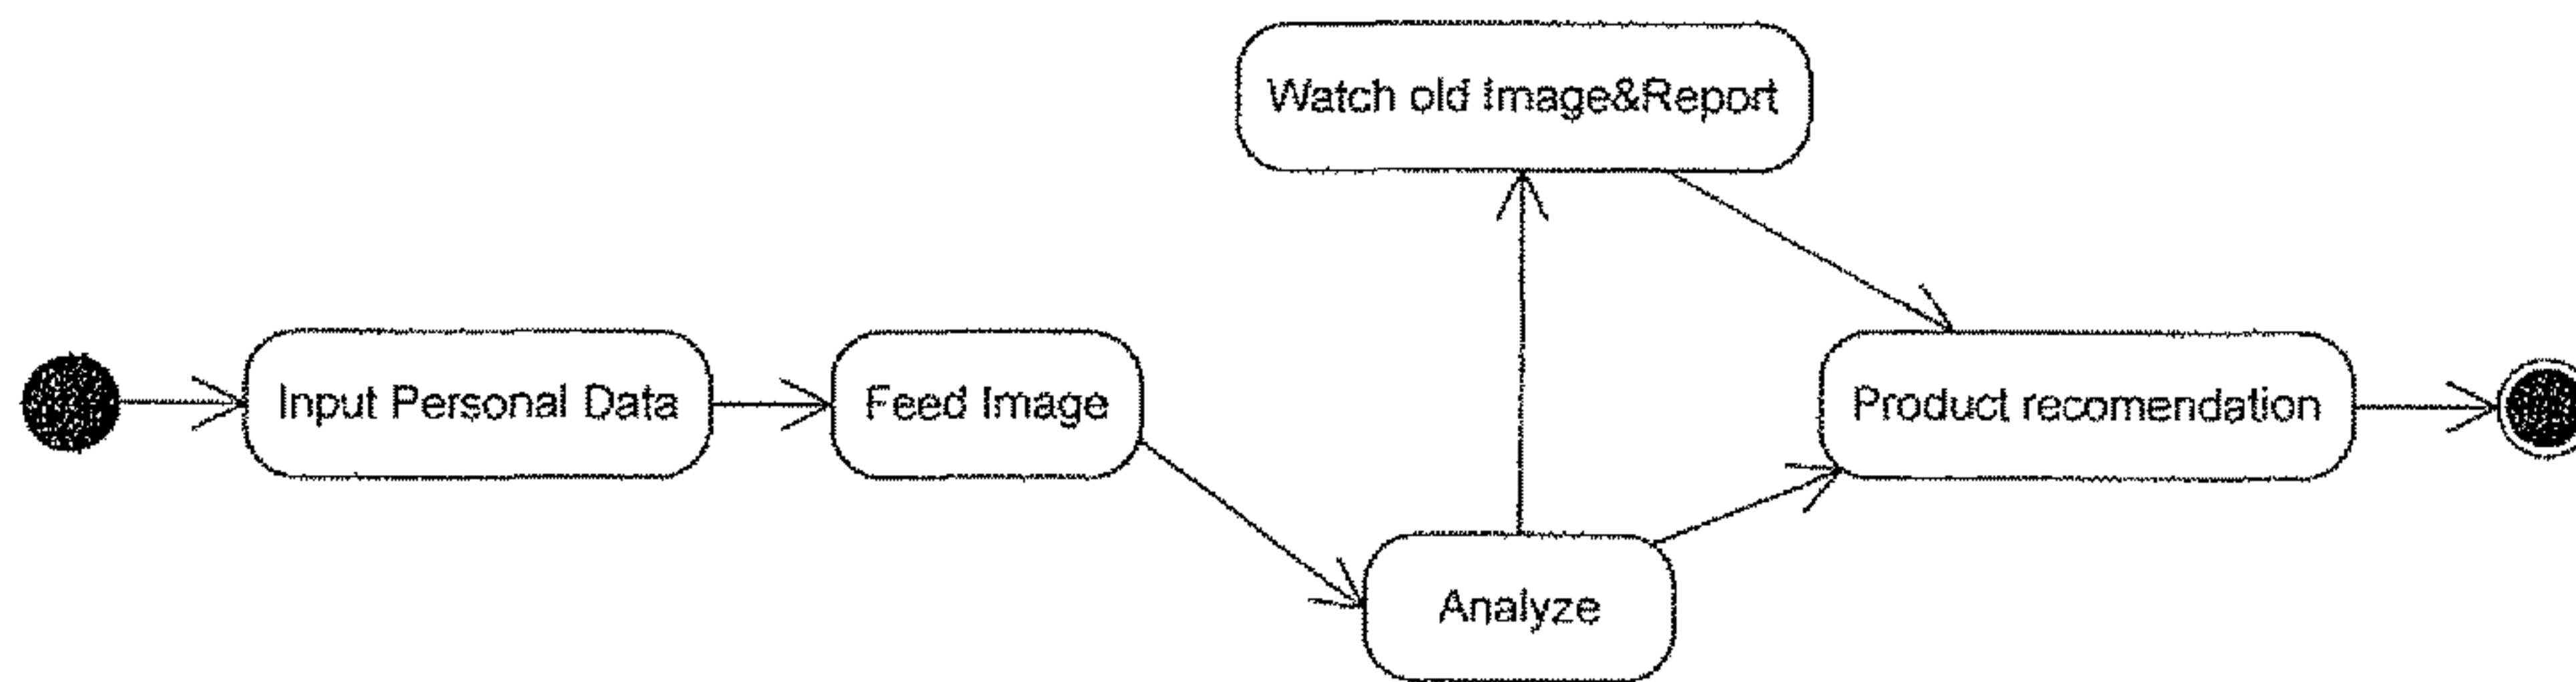 Watch old Image&Report
Input Personal Data
Feed Image
Product recomendation
Analyze